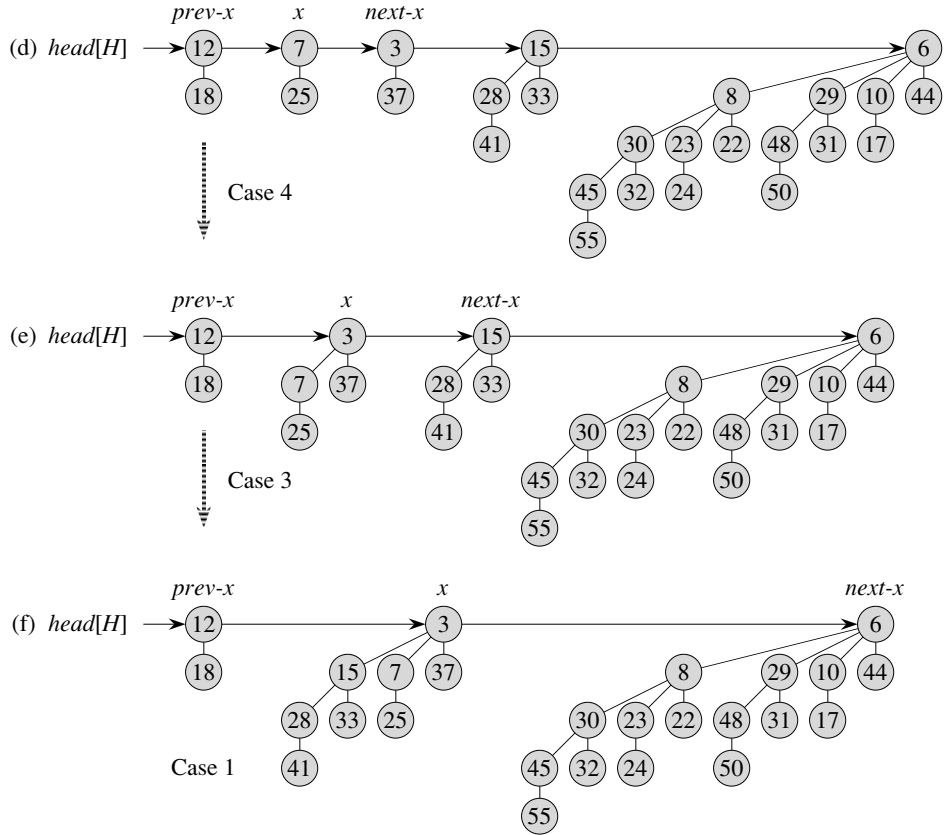 prev-x x next-x
(d) head[H] 12 7 3 15 6
18 25 37 28 33 8 29 10 44
41 30 23 22 48 31 17
Case 4 45 32 24 50
55
prev-x x next-x
(e) head[H] 12 3 15 6
18 7 37 28 33 8 29 10 44
25 41 30 23 22 48 31 17
Case 3 45 32 24 50
55
prev-x x next-x
(f) head[H] 12 3 6
18 15 7 37 8 29 10 44
28 33 25 30 23 22 48 31 17
Case 1 41 45 32 24 50
55